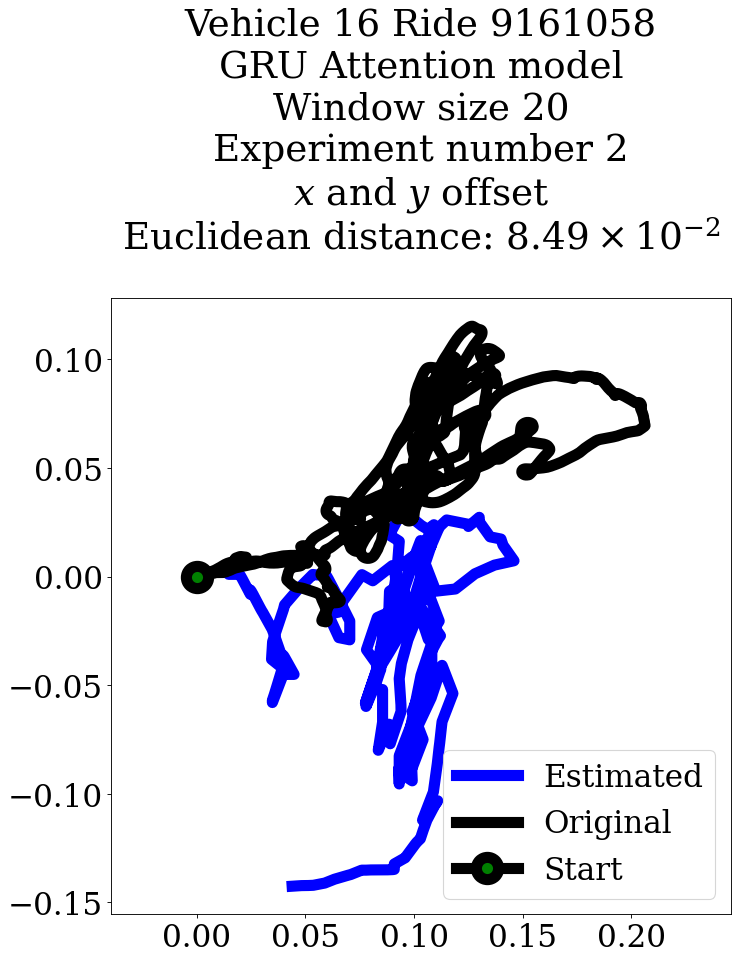 Vehicle 16 Ride 9161058
GRU Attention model
Window size 20
Experiment number 2
x and y offset
Euclidean distance: 8.49 × 10⁻²
0.10
0.05
0.00
−0.05
−0.10
−0.15
Estimated
Original
Start
0.00 0.05 0.10 0.15 0.20